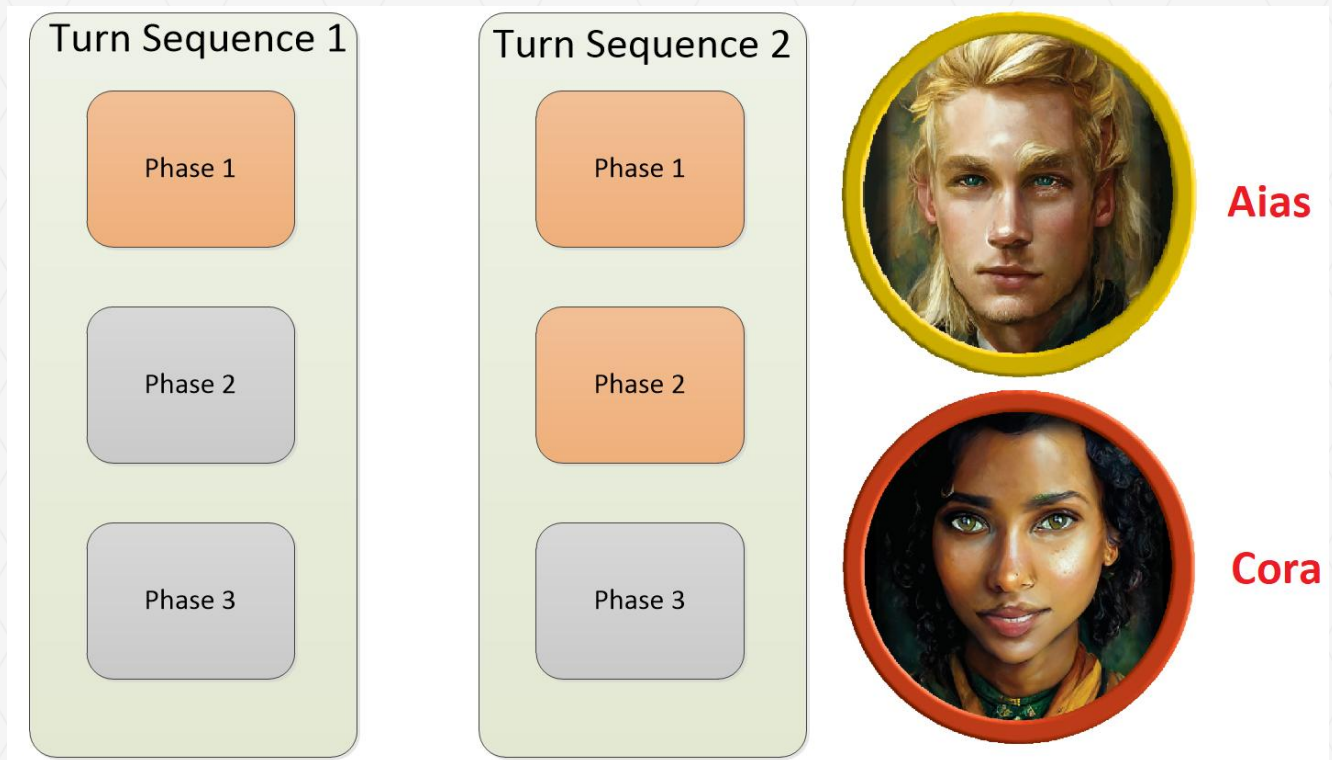 Turn Sequence 1
Phase 1
Phase 2
Phase 3
Turn Sequence 2
Phase 1
Phase 2
Phase 3
Aias
Cora